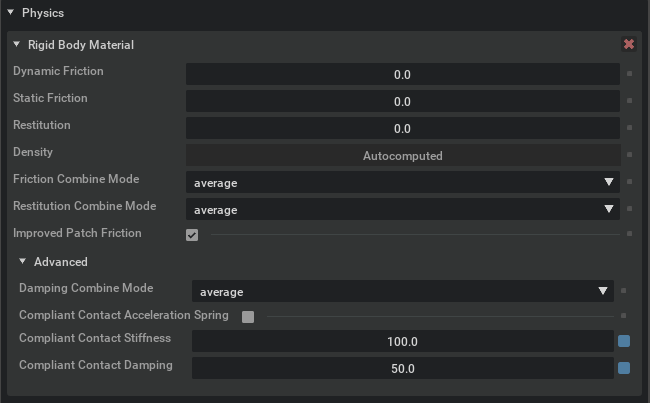 Physics
Rigid Body Material
Dynamic Friction 0.0
Static Friction 0.0
Restitution 0.0
Density Autocomputed
Friction Combine Mode average
Restitution Combine Mode average
Improved Patch Friction
Advanced
Damping Combine Mode average
Compliant Contact Acceleration Spring
Compliant Contact Stiffness 100.0
Compliant Contact Damping 50.0